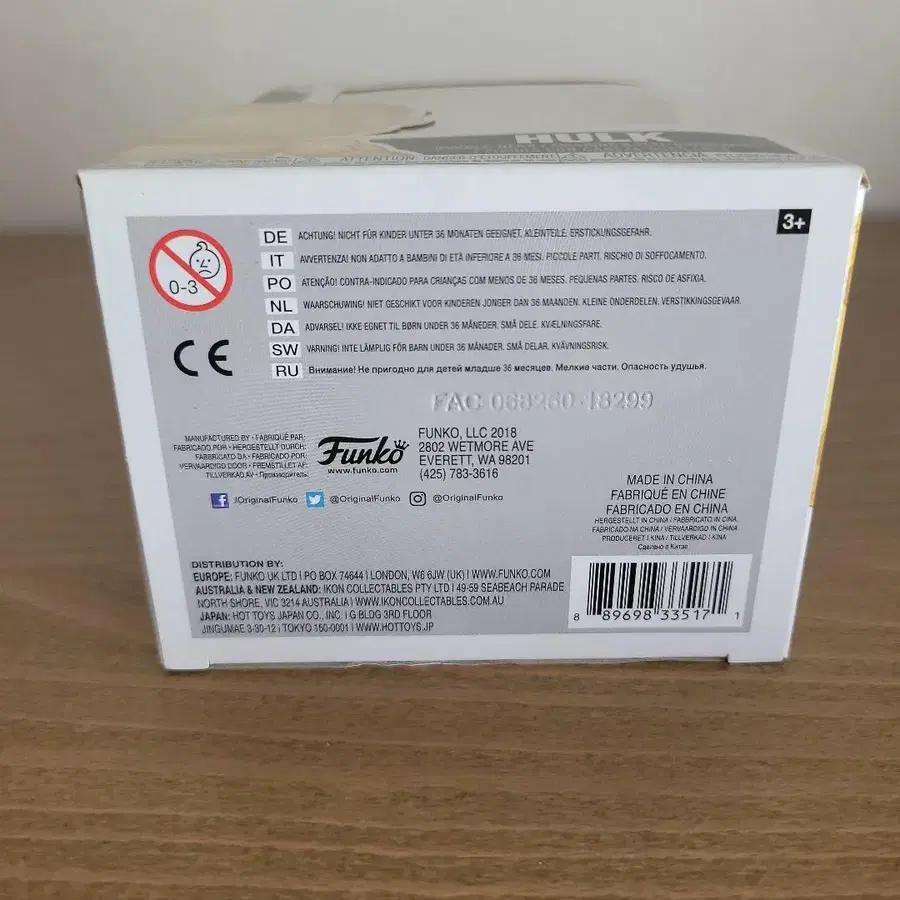 HULK
ATTENTION:
ADVERTENCIA
3+
0-3
DE ACHTUNG! NICHT FÜR KINDER UNTER 36 MONATEN GEEIGNET. KLEINTEILE. ERSTICKUNGSGEFAHR.
IT AVVERTENZA! NON ADATTO A BAMBINI DI ETÀ INFERIORE A 36 MESI. PICCOLE PARTI. RISCHIO DI SOFFOCAMENTO.
PO ATENÇÃO! CONTRA-INDICADO PARA CRIANÇAS COM MENOS DE 36 MESES. PEQUENAS PARTES. RISCO DE ASFIXIA.
NL WAARSCHUWING! NIET GESCHIKT VOOR KINDEREN JONGER DAN 36 MAANDEN. KLEINE ONDERDELEN. VERSTIKKINGSGEVAAR.
DA ADVARSEL! IKKE EGNET TIL BØRN UNDER 36 MÅNEDER. SMÅ DELE. KVÆLNINGSFARE.
SW VARNING! INTE LÄMPLIG FÖR BARN UNDER 36 MÅNADER. SMÅ DELAR. KVÄVNINGSRISK.
RU Внимание! Не пригодно для детей младше 36 месяцев. Мелкие части. Опасность удушья.
CE
FAC 068260-18299
MANUFACTURED BY • FABRIQUÉ PAR:
FABRICADO POR • HERGESTELLT DURCH:
FABRICATO DA • FABRICADO POR:
VERVAARDIGD DOOR • FREMSTILLET AF:
TILLVERKAD AV • Производитель:
Funko
www.funko.com
FUNKO, LLC 2018
2802 WETMORE AVE
EVERETT, WA 98201
(425) 783-3616
/OriginalFunko @OriginalFunko @OriginalFunko
MADE IN CHINA
FABRIQUÉ EN CHINE
FABRICADO EN CHINA
HERGESTELLT IN CHINA / FABBRICATO IN CINA
FABRICADO NA CHINA / VERVAARDIGD IN CHINA
PRODUCERET I KINA / TILLVERKAD I KINA
Сделано в Китае
DISTRIBUTION BY:
EUROPE: FUNKO UK LTD | PO BOX 74644 | LONDON, W6 6JW (UK) | WWW.FUNKO.COM
AUSTRALIA & NEW ZEALAND: IKON COLLECTABLES PTY LTD | 49-59 SEABEACH PARADE
NORTH SHORE, VIC 3214 AUSTRALIA | WWW.IKONCOLLECTABLES.COM.AU
JAPAN: HOT TOYS JAPAN CO., INC. | G BLDG 3RD FLOOR
JINGUMAE 3-30-12 | TOKYO 150-0001 | WWW.HOTTOYS.JP
8 89698 33517 1